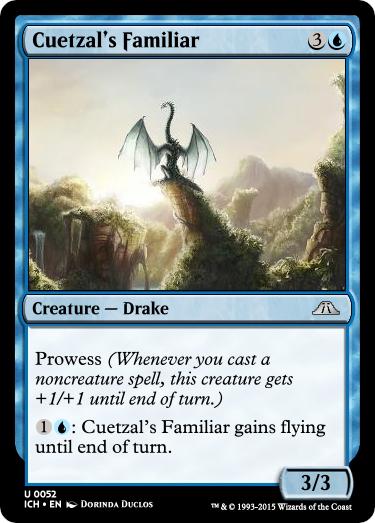 Cuetzal's Familiar 3
Creature — Drake
Prowess (Whenever you cast a
noncreature spell, this creature gets
+1/+1 until end of turn.)
1: Cuetzal's Familiar gains flying
until end of turn.
3/3
U 0052
ICH • EN Dorinda Duclos
™ & © 1993-2015 Wizards of the Coast